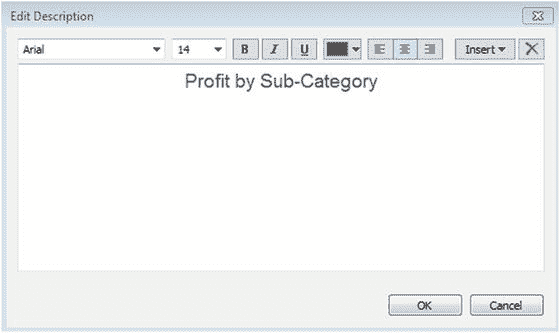 Edit Description
Arial 14 B I U Insert
Profit by Sub-Category
OK Cancel